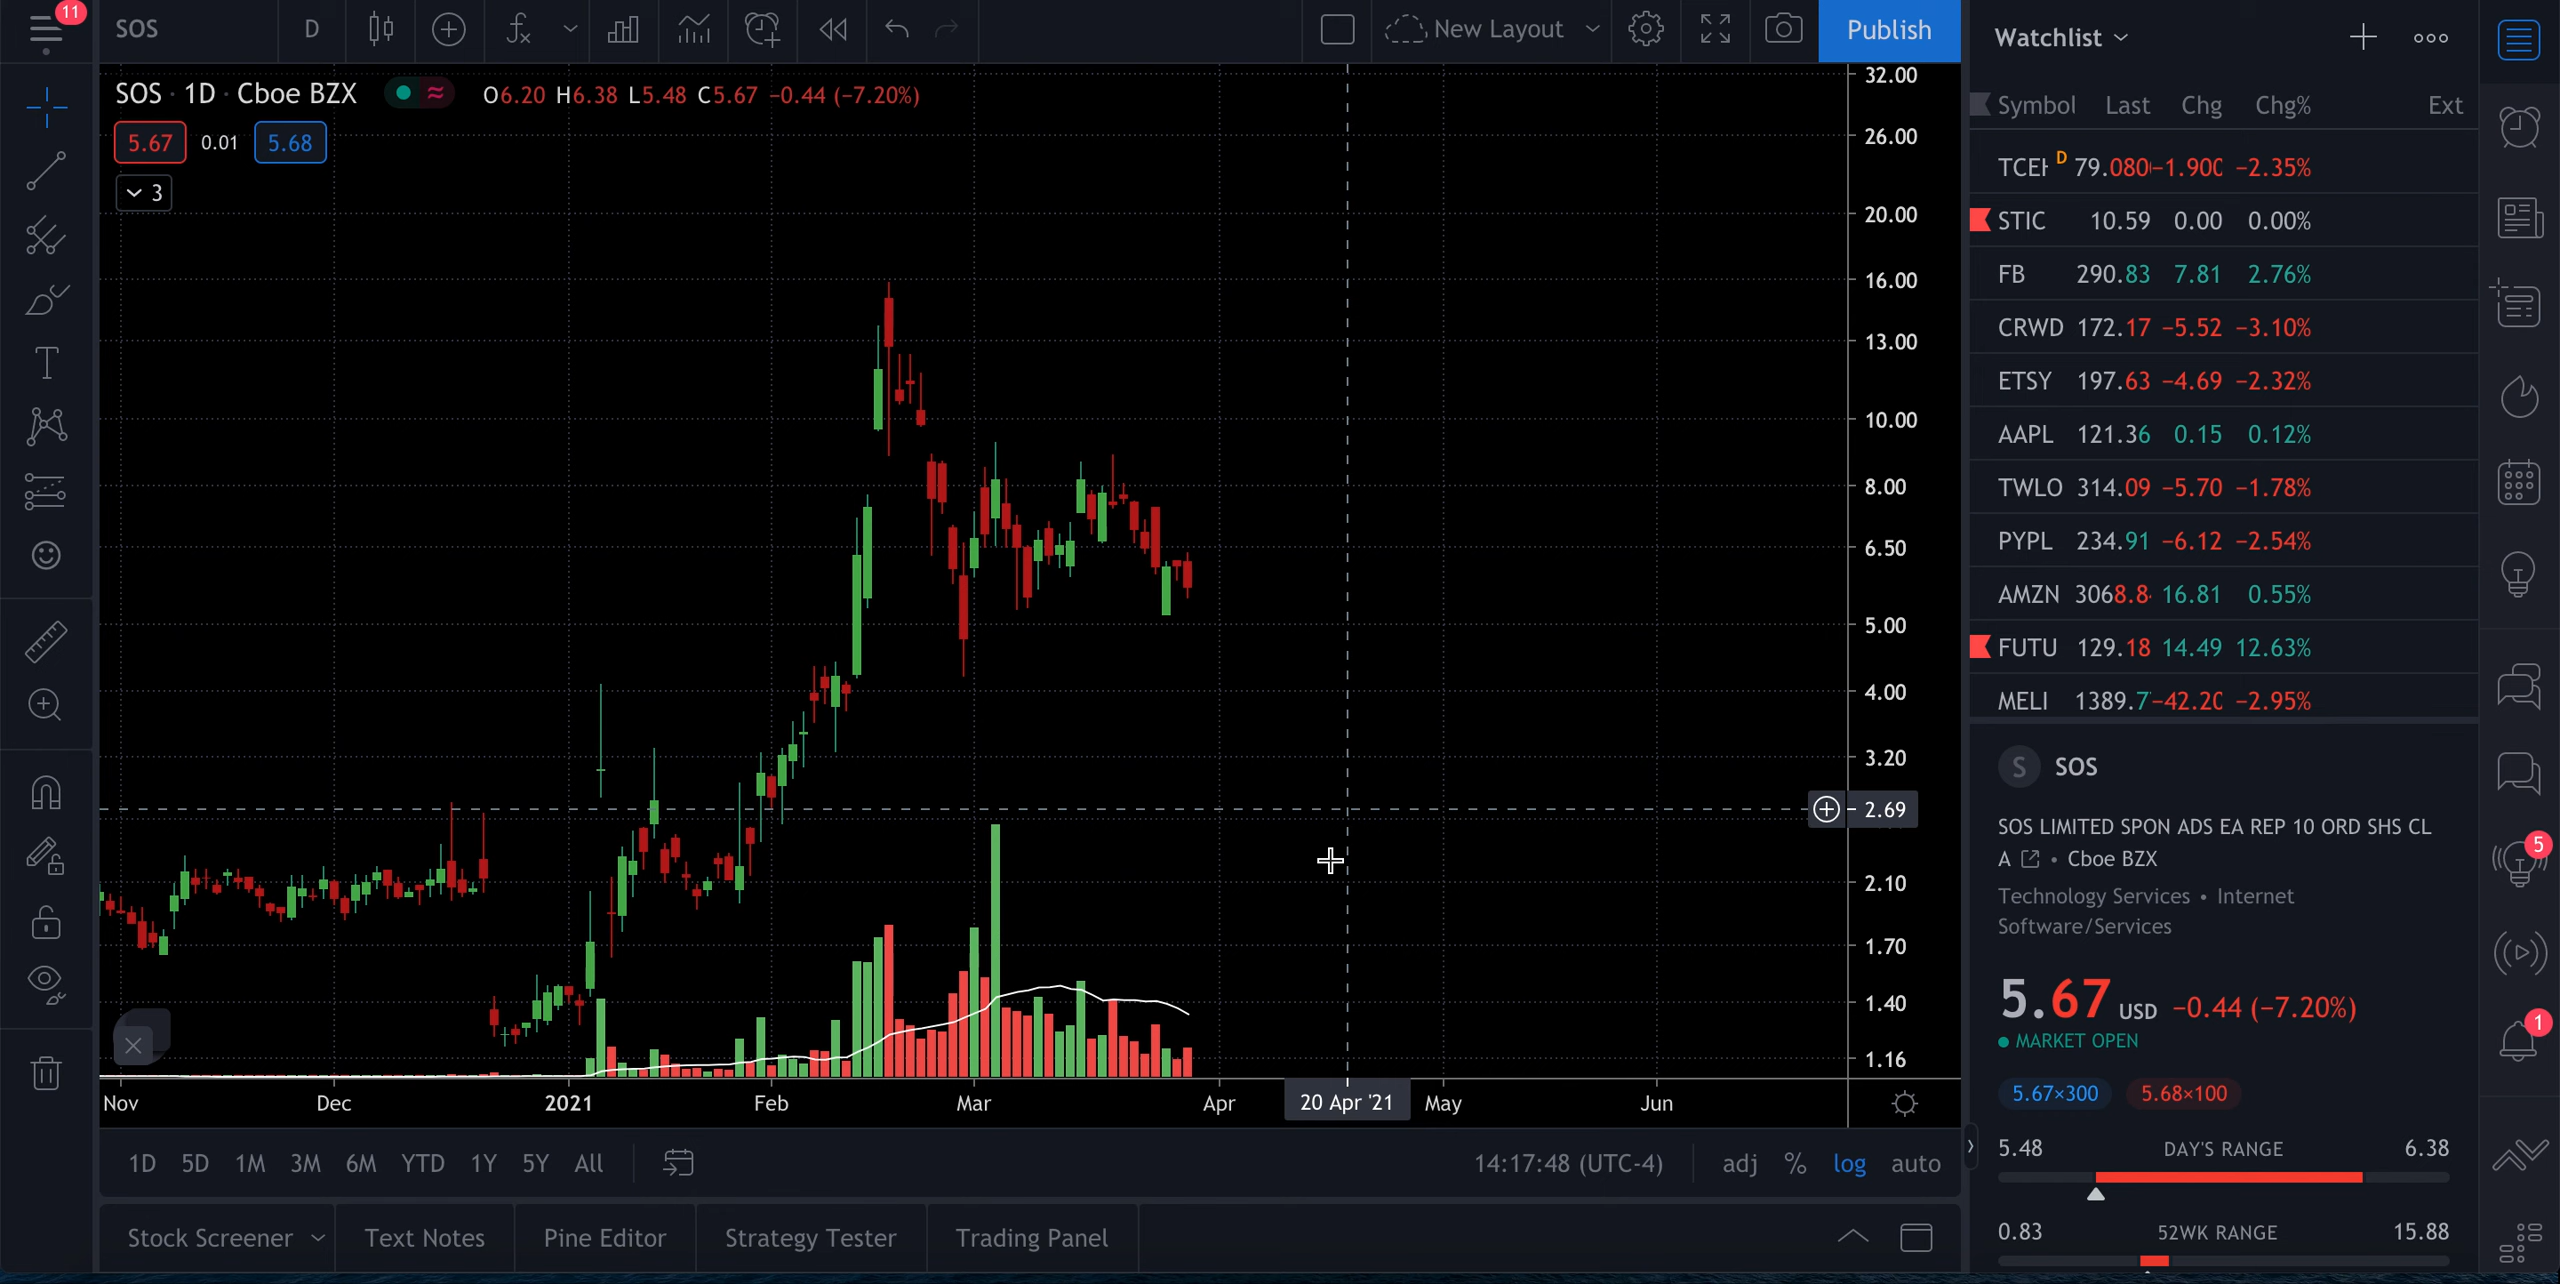 11
SOS
D
New Layout
Publish
SOS · 1D · Cboe BZX
O6.20 H6.38 L5.48 C5.67 −0.44 (−7.20%)
5.67 0.01 5.68
3
32.00
26.00
20.00
16.00
13.00
10.00
8.00
6.50
5.00
4.00
3.20
2.69
2.10
1.70
1.40
1.16
Nov Dec 2021 Feb Mar Apr 20 Apr '21 May Jun
1D 5D 1M 3M 6M YTD 1Y 5Y All
14:17:48 (UTC-4) adj % log auto
Stock Screener Text Notes Pine Editor Strategy Tester Trading Panel
Watchlist
Symbol Last Chg Chg% Ext
D 79.080 −1.900 −2.35%
STIC 10.59 0.00 0.00%
FB 290.83 7.81 2.76%
CRWD 172.17 −5.52 −3.10%
ETSY 197.63 −4.69 −2.32%
AAPL 121.36 0.15 0.12%
TWLO 314.09 −5.70 −1.78%
PYPL 234.91 −6.12 −2.54%
AMZN 3068.8 16.81 0.55%
FUTU 129.18 14.49 12.63%
MELI 1389.7 −42.20 −2.95%
S SOS
SOS LIMITED SPON ADS EA REP 10 ORD SHS CL
A • Cboe BZX
Technology Services • Internet
Software/Services
5.67 USD −0.44 (−7.20%)
MARKET OPEN
5.67×300 5.68×100
5.48 DAY'S RANGE 6.38
0.83 52WK RANGE 15.88
5
1